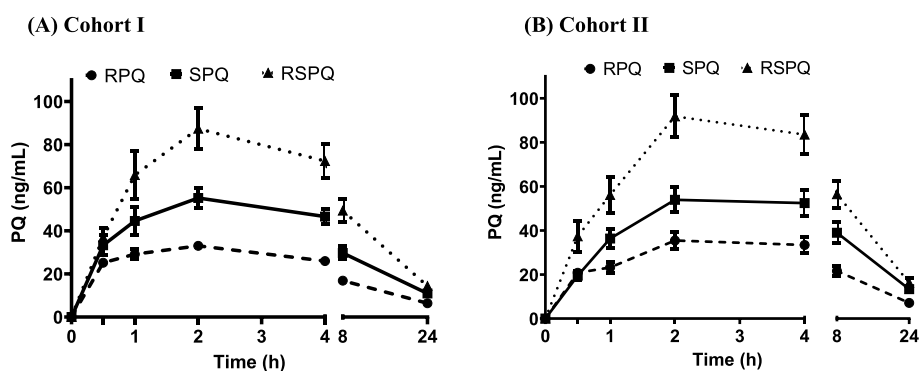 (A) Cohort I
RPQ SPQ RSPQ
PQ (ng/mL)
100
80
60
40
20
0
0 1 2 3 4 8 24
Time (h)
(B) Cohort II
RPQ SPQ RSPQ
PQ (ng/mL)
100
80
60
40
20
0
0 1 2 3 4 8 24
Time (h)